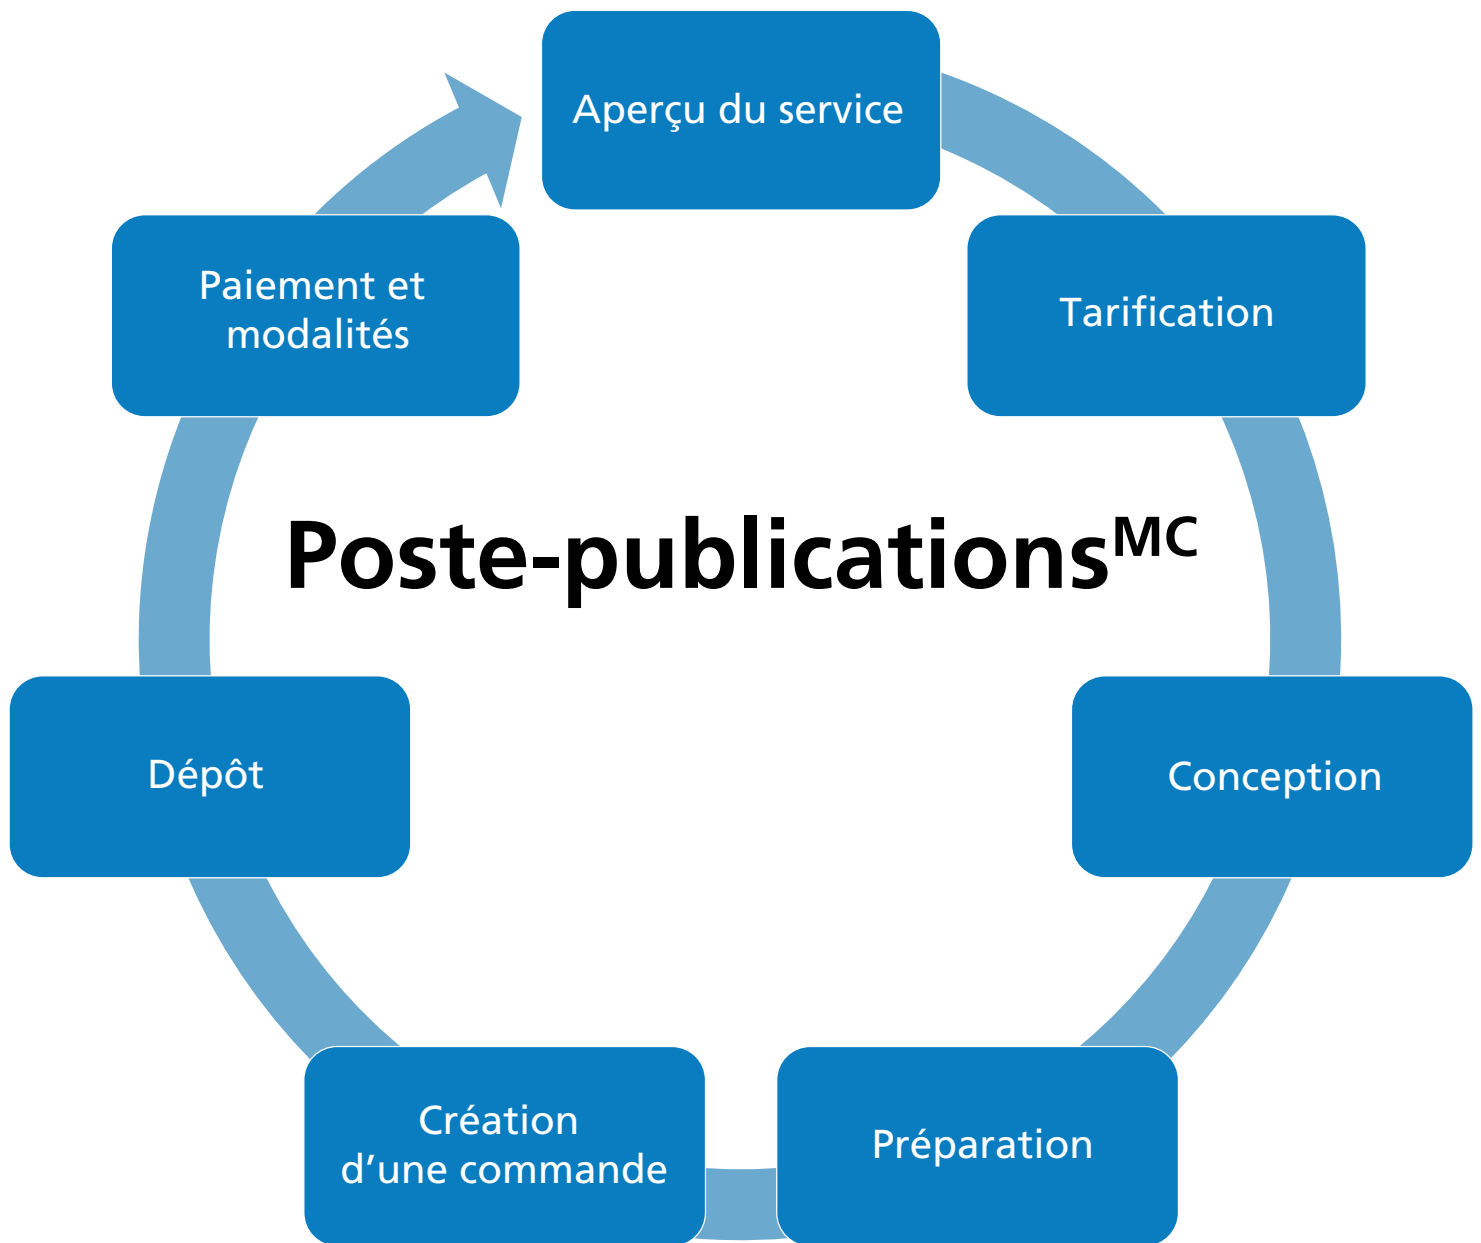 Aperçu du service
Tarification
Conception
Préparation
Création
d’une commande
Dépôt
Paiement et
modalités
Poste-publicationsMC